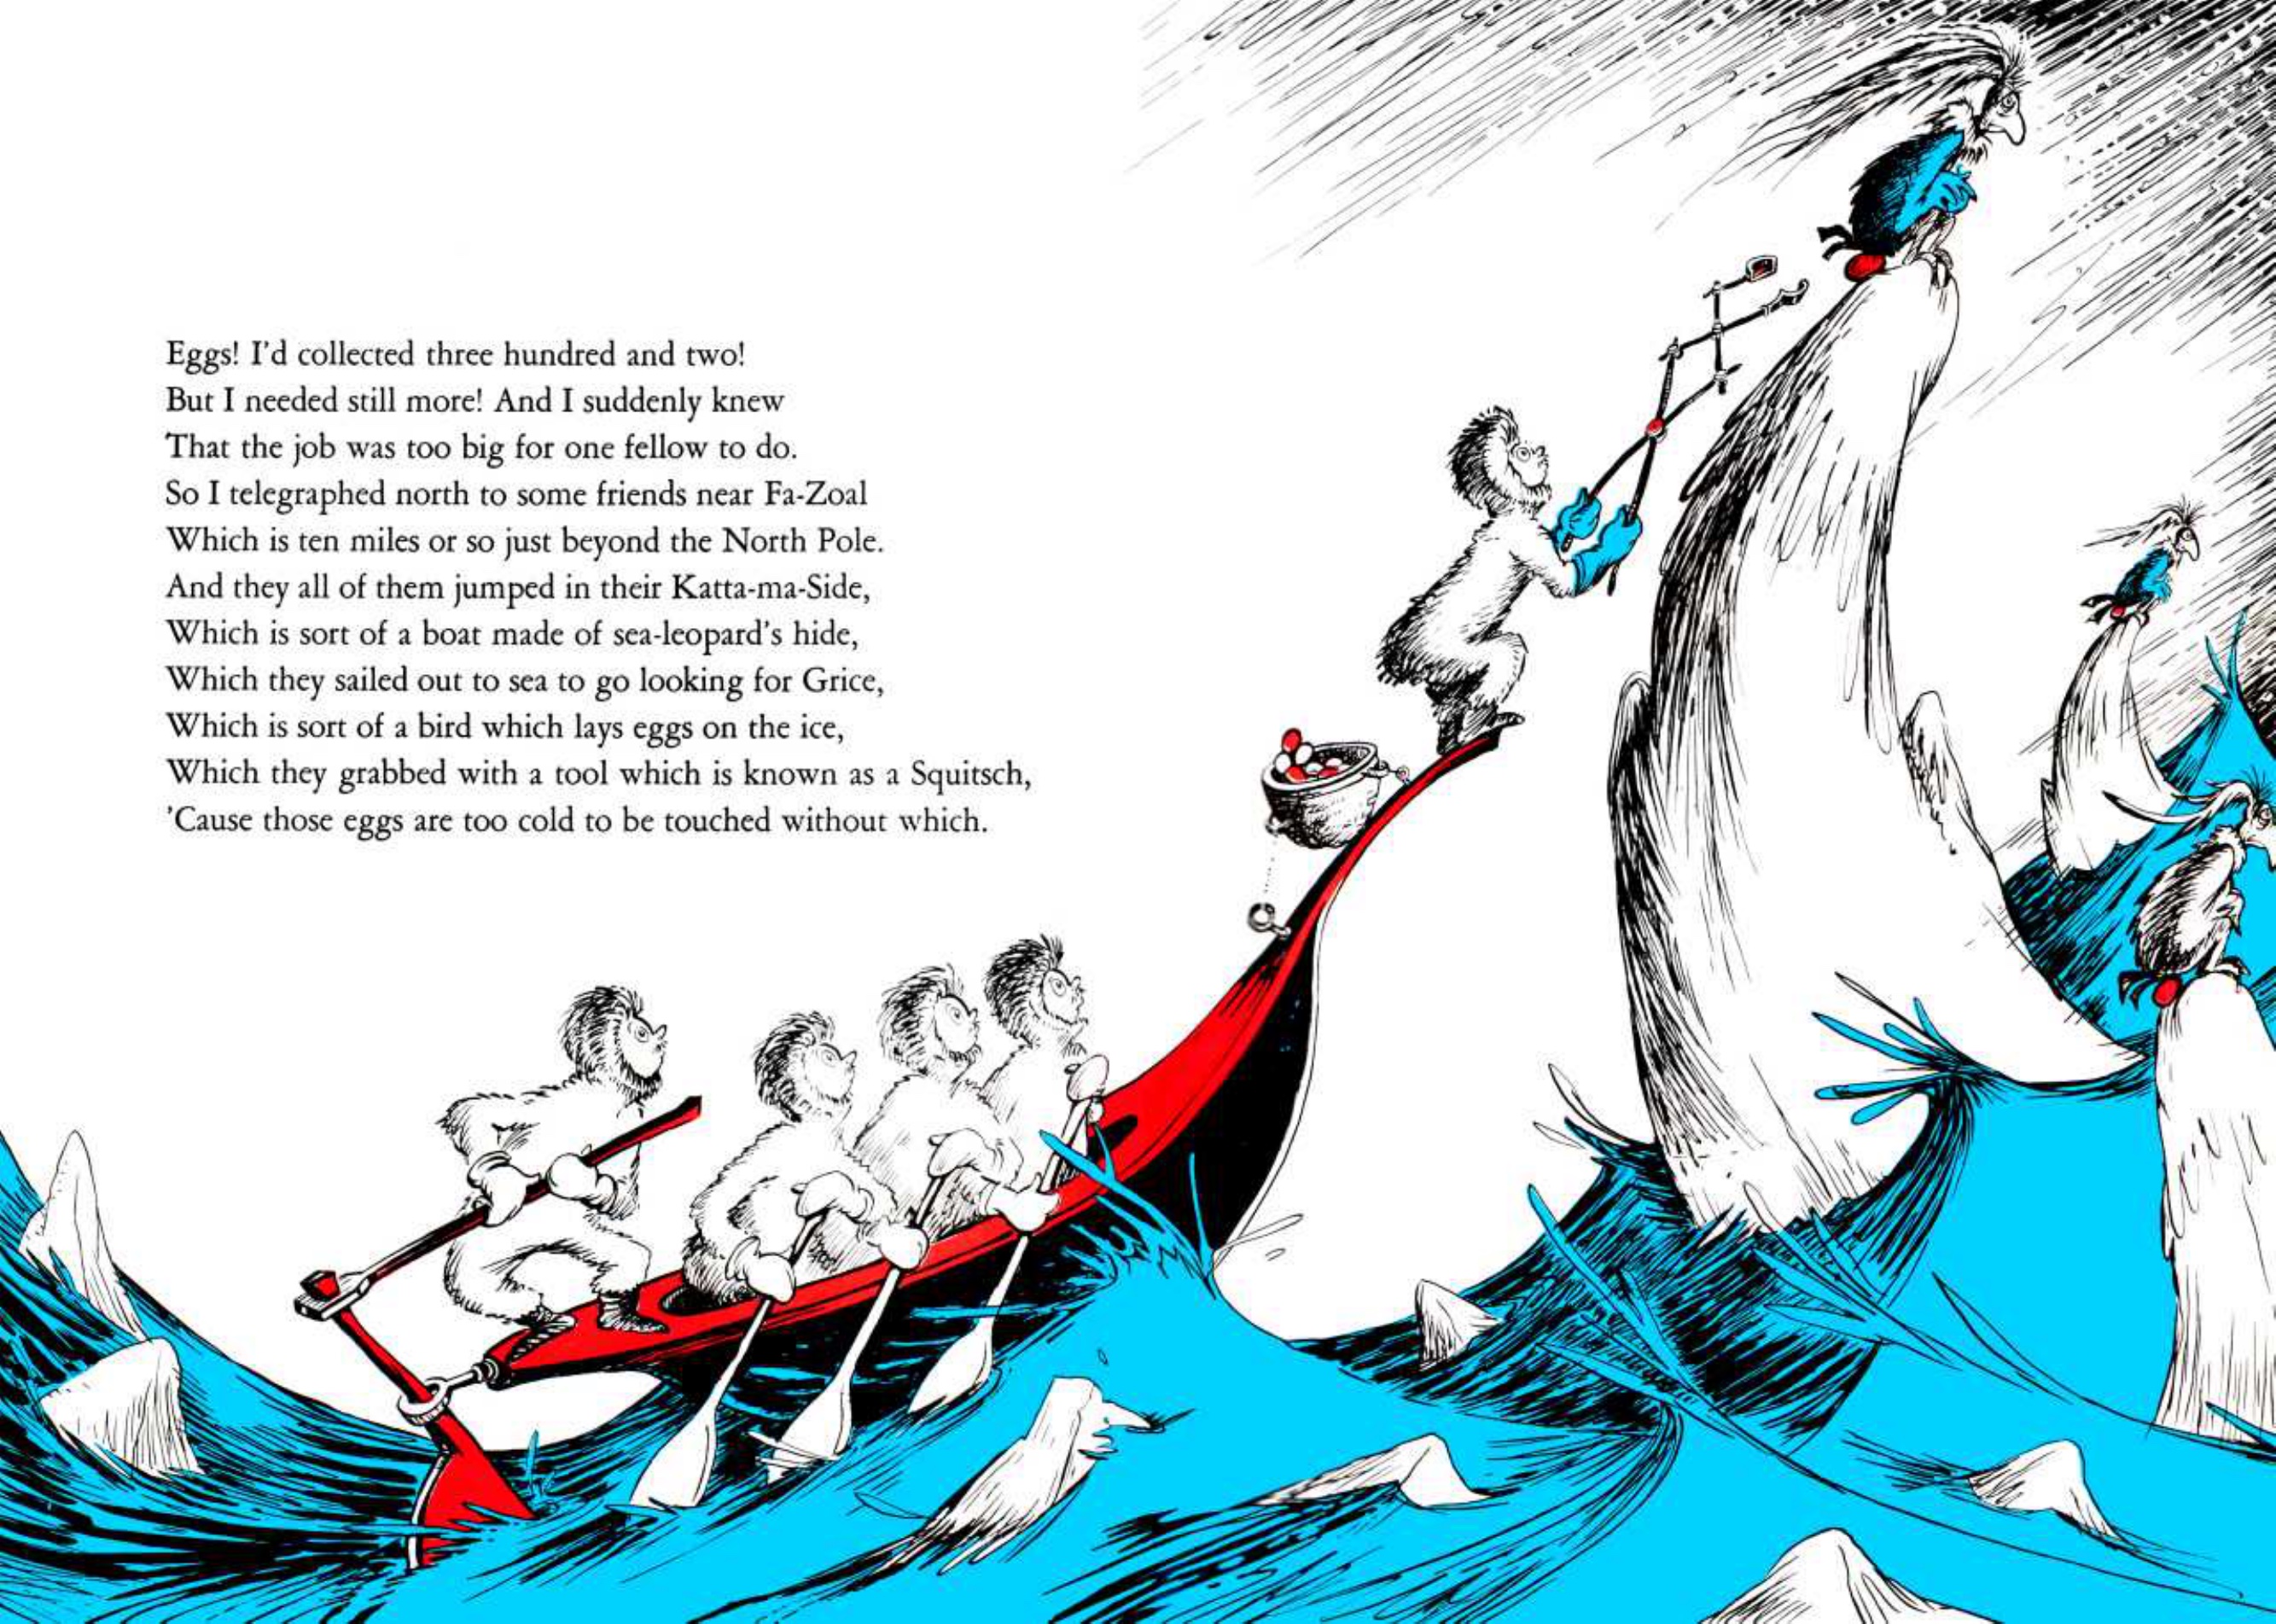 Eggs! I'd collected three hundred and two!
But I needed still more! And I suddenly knew
That the job was too big for one fellow to do.
So I telegraphed north to some friends near Fa-Zoal
Which is ten miles or so just beyond the North Pole.
And they all of them jumped in their Katta-ma-Side,
Which is sort of a boat made of sea-leopard's hide,
Which they sailed out to sea to go looking for Grice,
Which is sort of a bird which lays eggs on the ice,
Which they grabbed with a tool which is known as a Squitsch,
'Cause those eggs are too cold to be touched without which.